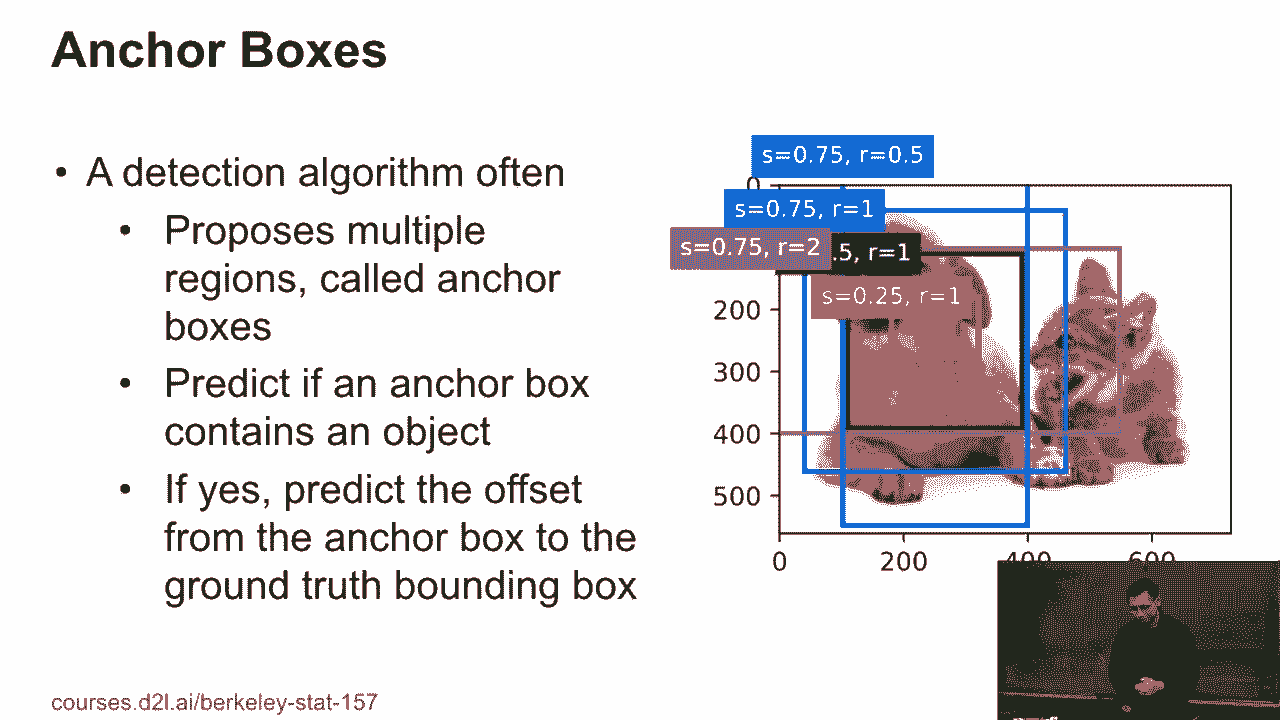 Anchor Boxes
• A detection algorithm often
• Proposes multiple
regions, called anchor
boxes
• Predict if an anchor box
contains an object
• If yes, predict the offset
from the anchor box to the
ground truth bounding box
s=0.75, r=0.5
0
s=0.75, r=1
s=0.75, r=2
.5, r=1
s=0.25, r=1
200
300
400
500
0
200
400
600
courses.d2l.ai/berkeley-stat-157